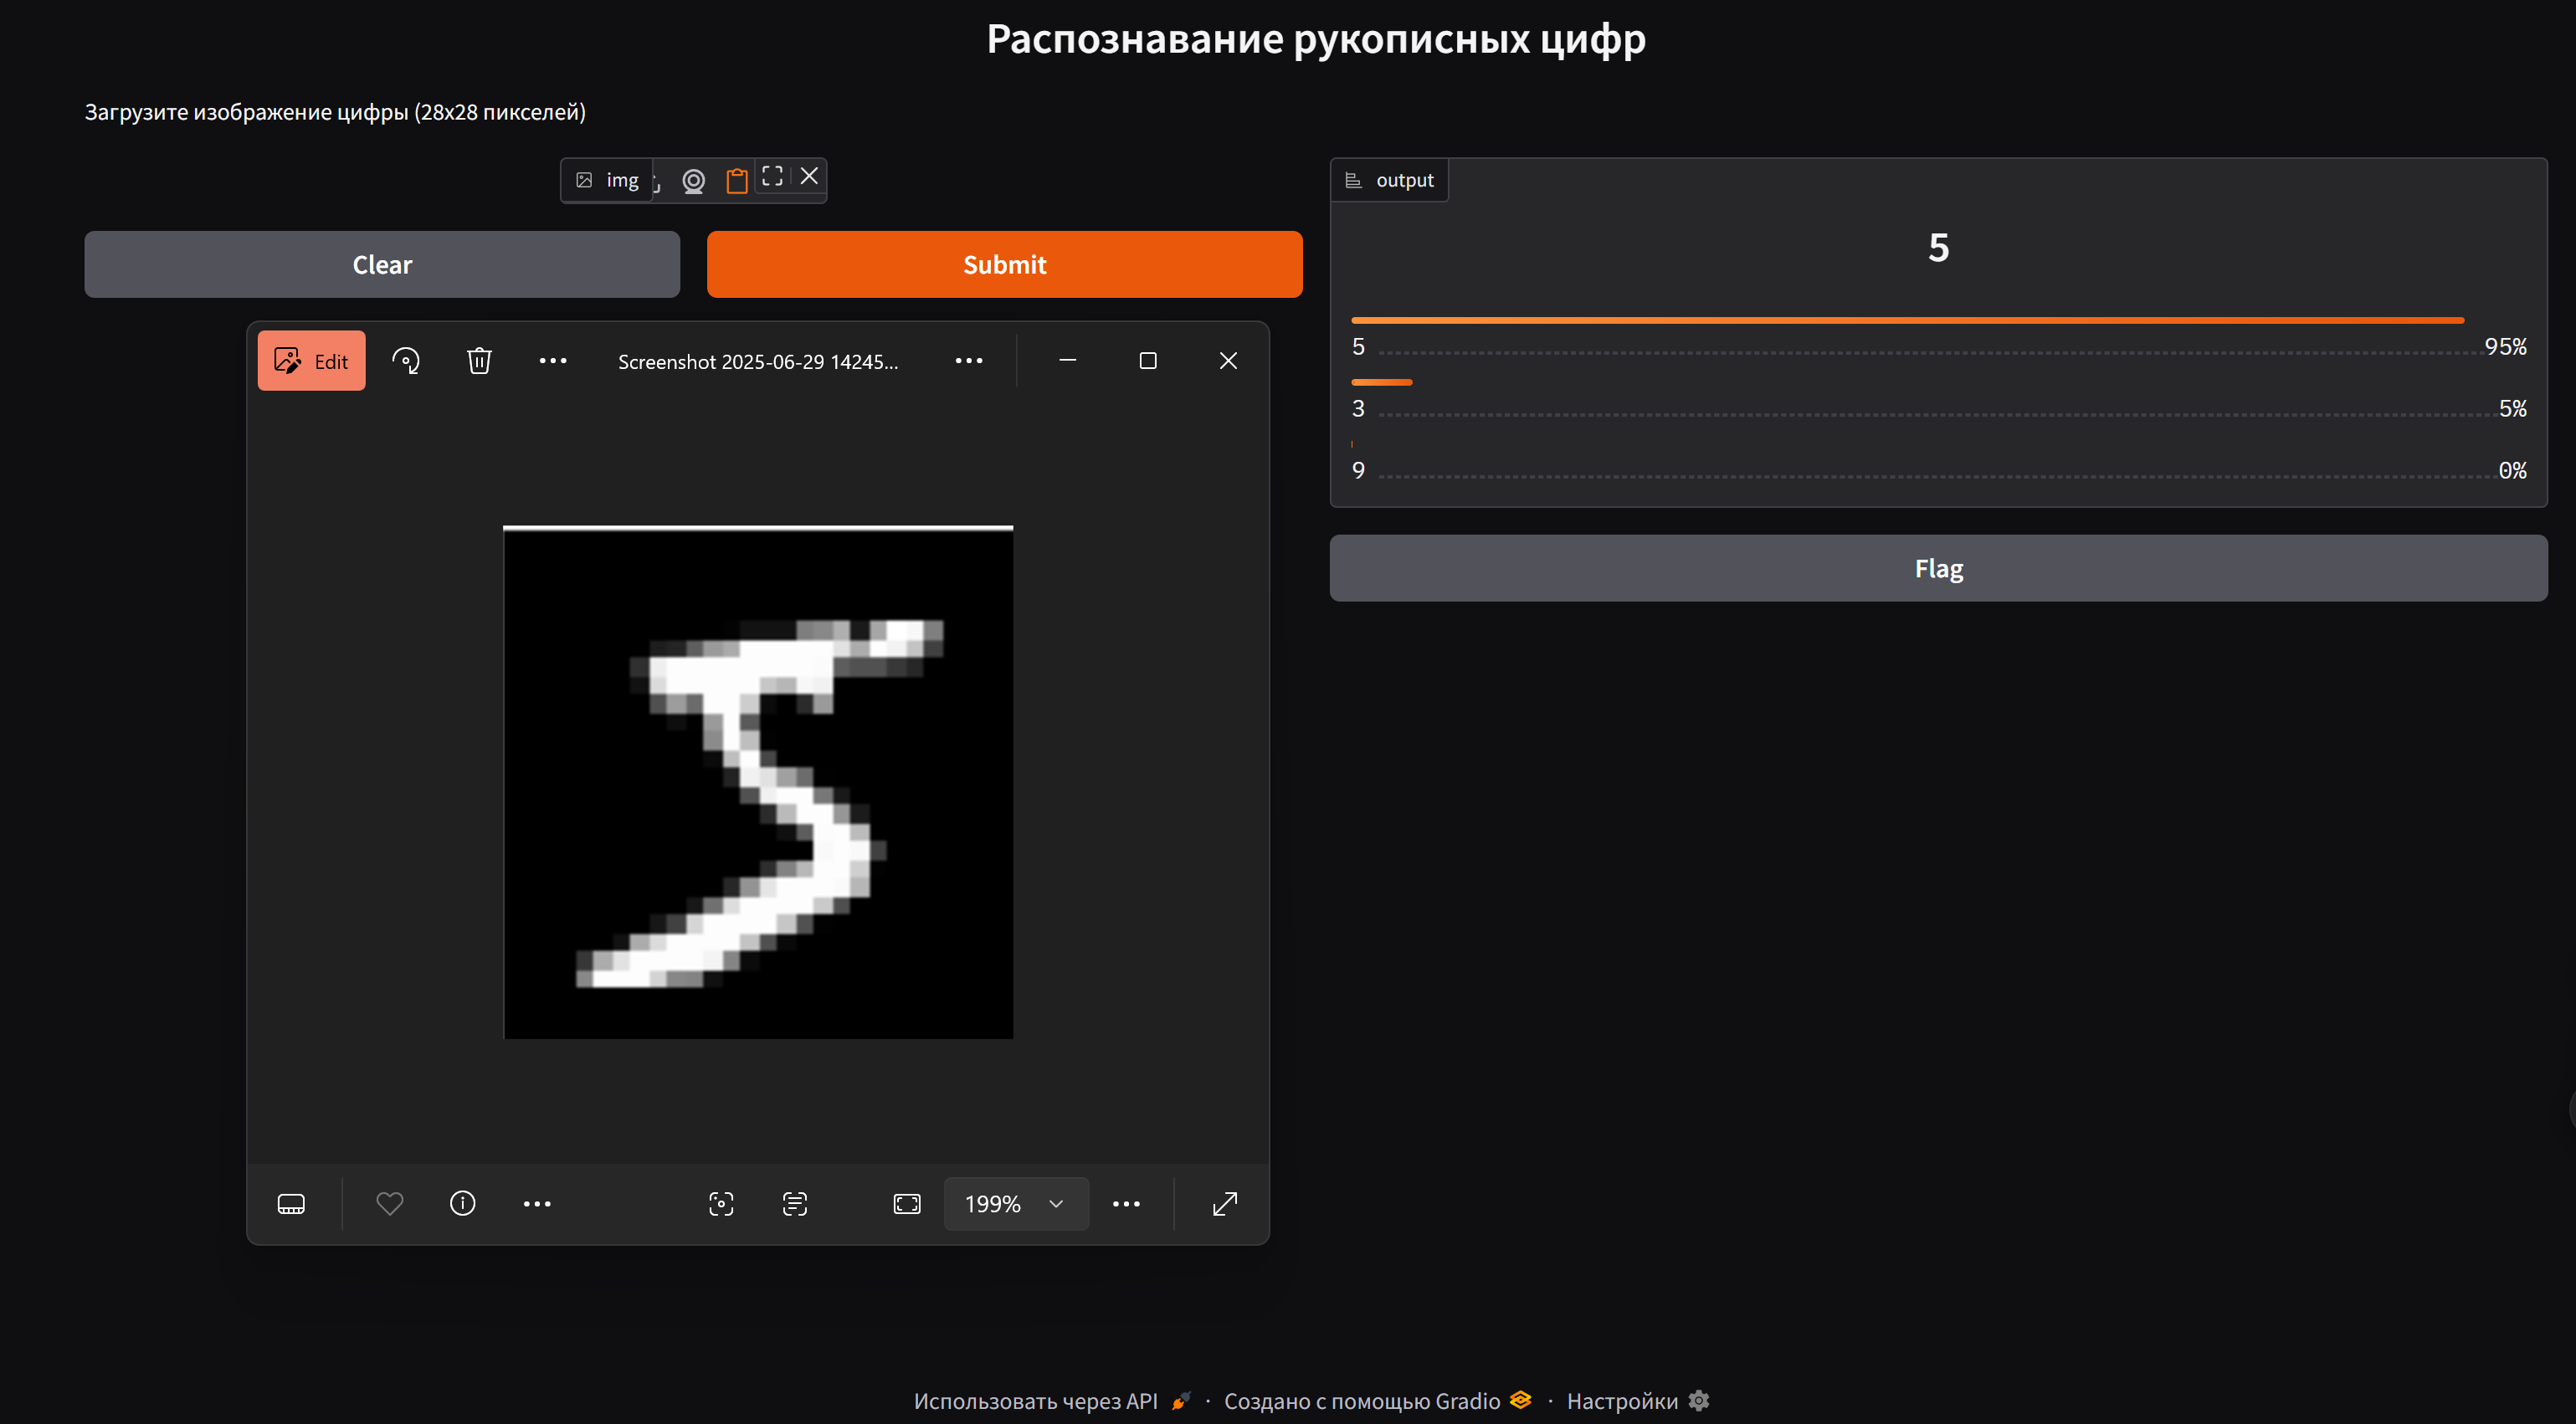 Распознавание рукописных цифр
Загрузите изображение цифры (28x28 пикселей)
img
Clear
Submit
output
5
5 95%
3 5%
9 0%
Flag
Edit
Screenshot 2025-06-29 14245...
5
199%
Использовать через API · Создано с помощью Gradio · Настройки